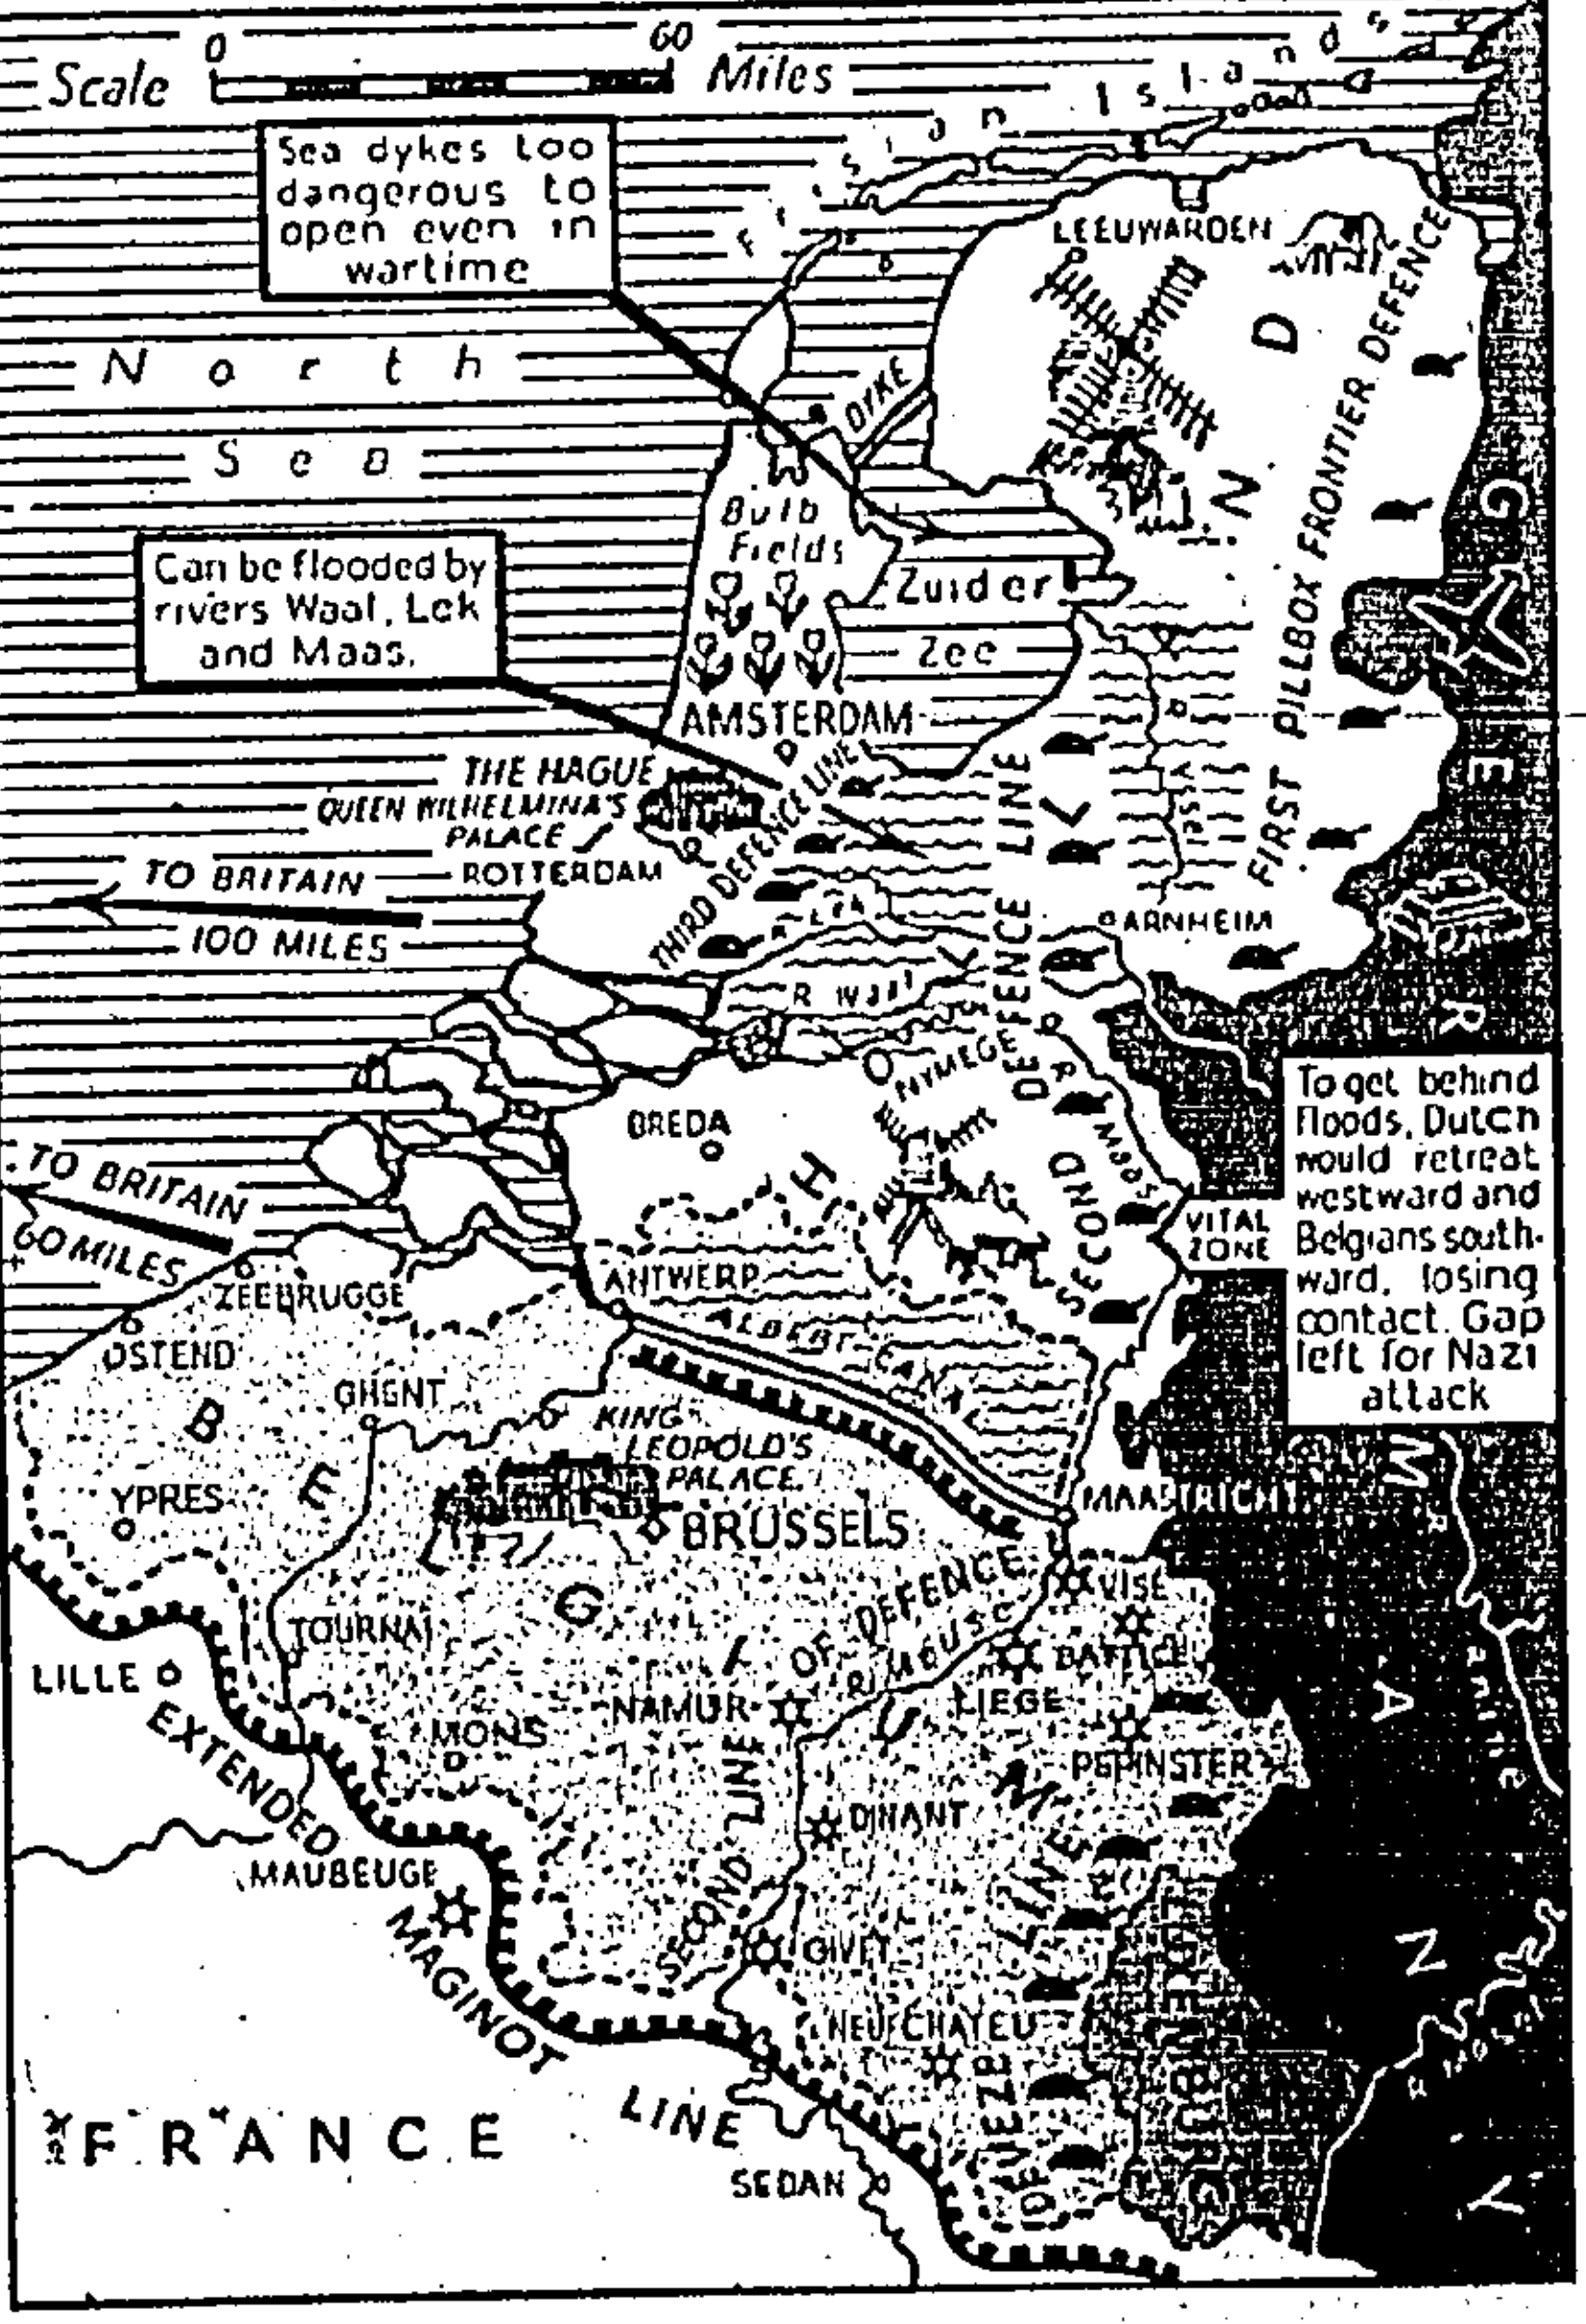 0 60
Scale Miles
Frisian Islands
Sea dykes too
dangerous to
open even in
wartime
LEEUWARDEN
North
Sea
DYKE
Bulb
Fields
Can be flooded by
rivers Waal, Lek
and Maas.
Zuider
Zee
AMSTERDAM
THE HAGUE
QUEEN WILHELMINA'S
PALACE
ROTTERDAM
TO BRITAIN
100 MILES
FIRST PILLBOX FRONTIER DEFENCE
SECOND DEFENCE LINE
THIRD DEFENCE LINE
R. Yssel
ARNHEIM
R. LEK
R. Waal
NYMEGE
R. Maas
HOLLAND
GERMANY
BREDA
To get behind
floods, Dutch
would retreat
westward and
Belgians south-
ward, losing
contact. Gap
left for Nazi
attack
VITAL
ZONE
TO BRITAIN
60 MILES
ZEEBRUGGE
OSTEND
ANTWERP
ALBERT CANAL
GHENT
KING
LEOPOLD'S
PALACE
BRUSSELS
YPRES
MAASTRICHT
VISE
BATTICE
LIEGE
PEPINSTER
R. MEUSE
SECOND LINE OF DEFENCE
BELGIUM
TOURNAI
LILLE
NAMUR
MONS
DINANT
EXTENDED
MAGINOT
LINE
MAUBEUGE
GIVET
NEUFCHATEU
LINE
DEVEZE
LUXEMBURG
FRANCE
SEDAN